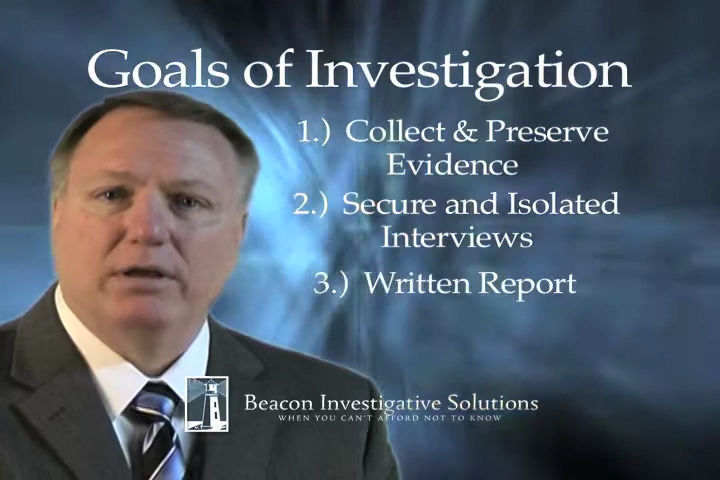 Goals of Investigation
1.) Collect & Preserve
Evidence
2.) Secure and Isolated
Interviews
3.) Written Report
Beacon Investigative Solutions
WHEN YOU CAN'T AFFORD NOT TO KNOW